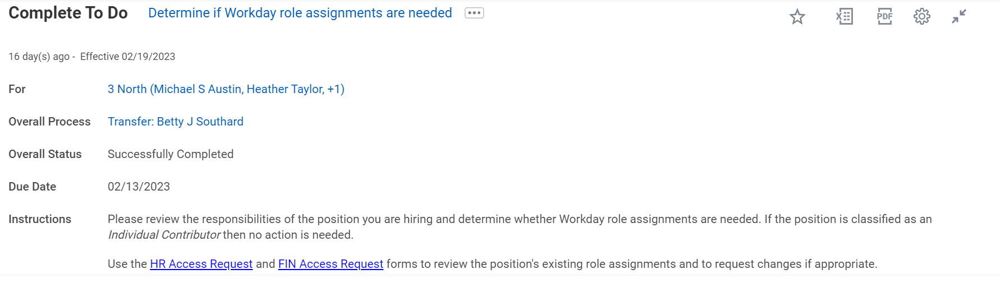 Complete To Do Determine if Workday role assignments are needed
X PDF
16 day(s) ago - Effective 02/19/2023
For 3 North (Michael S Austin, Heather Taylor, +1)
Overall Process Transfer: Betty J Southard
Overall Status Successfully Completed
Due Date 02/13/2023
Instructions Please review the responsibilities of the position you are hiring and determine whether Workday role assignments are needed. If the position is classified as an
Individual Contributor then no action is needed.
Use the HR Access Request and FIN Access Request forms to review the position's existing role assignments and to request changes if appropriate.